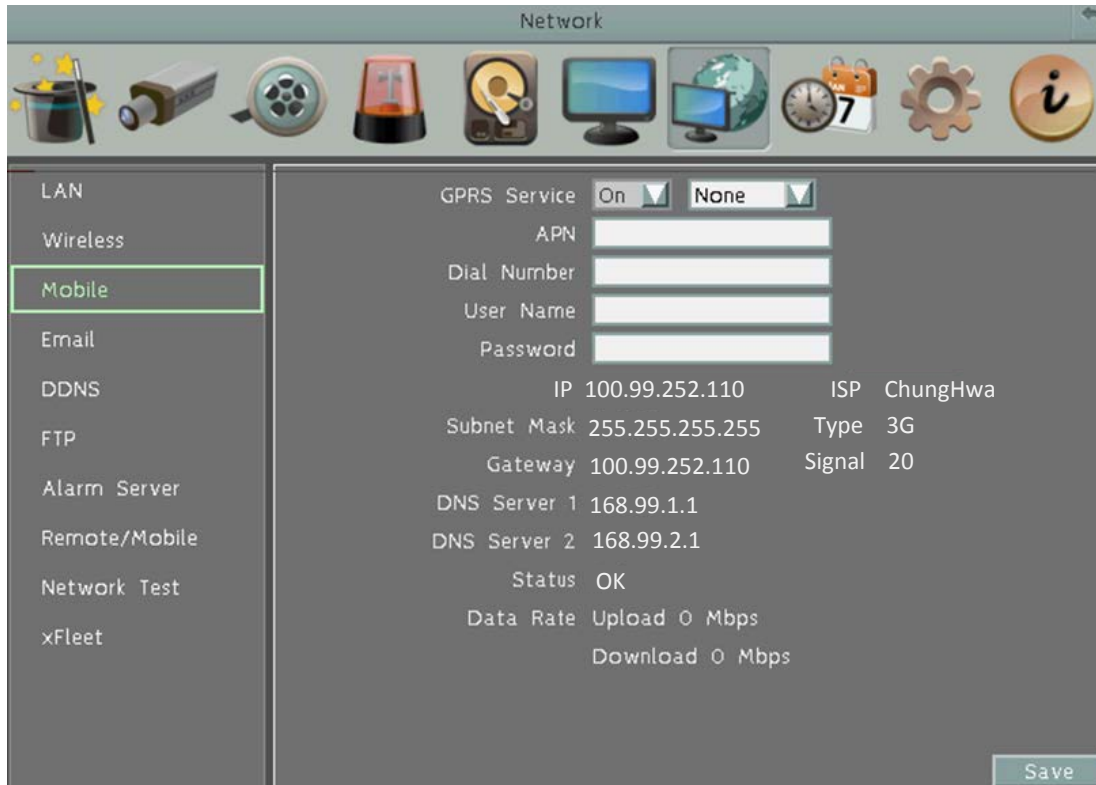 Network
7
LAN
Wireless
Mobile
Email
DDNS
FTP
Alarm Server
Remote/Mobile
Network Test
xFleet
GPRS Service On None
APN
Dial Number
User Name
Password
IP 100.99.252.110 ISP ChungHwa
Subnet Mask 255.255.255.255 Type 3G
Gateway 100.99.252.110 Signal 20
DNS Server 1 168.99.1.1
DNS Server 2 168.99.2.1
Status OK
Data Rate Upload 0 Mbps
Download 0 Mbps
Save